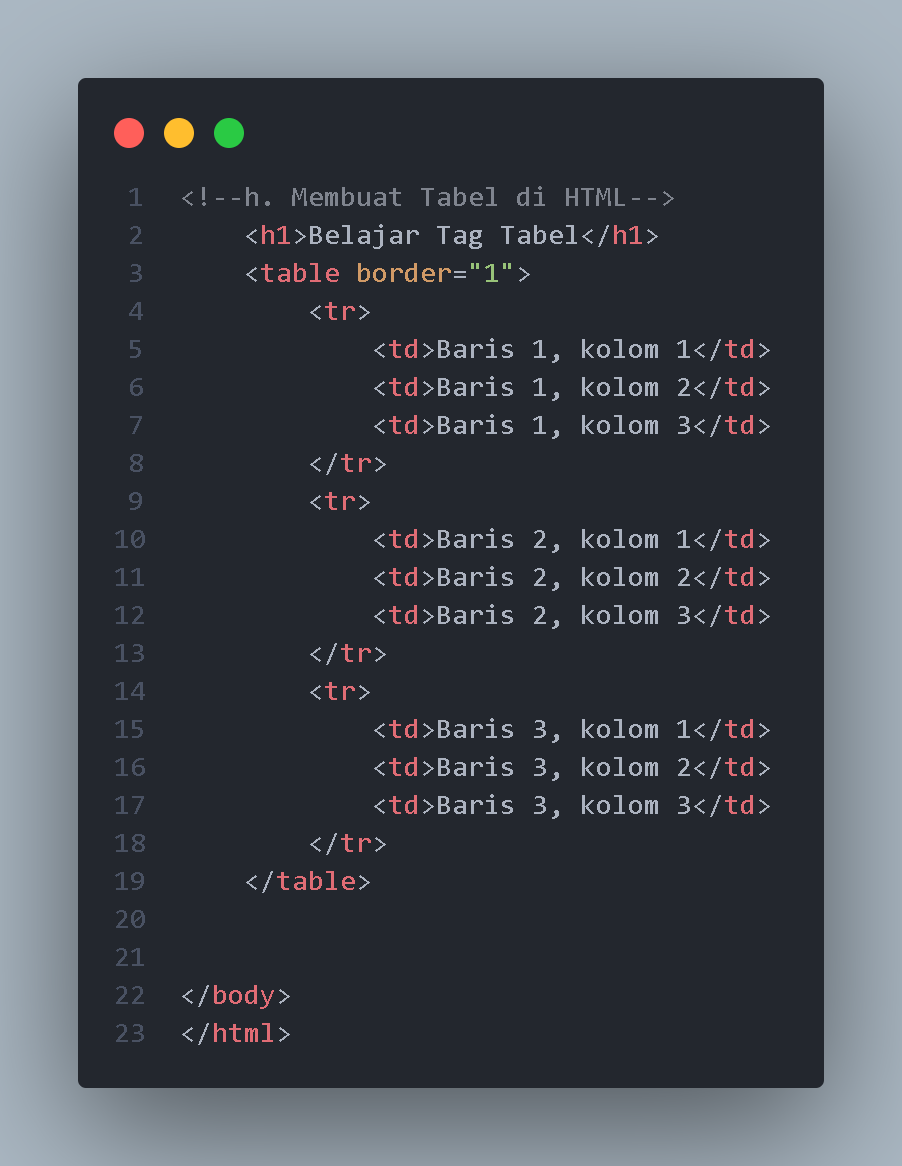 1 <!--h. Membuat Tabel di HTML-->
2     <h1>Belajar Tag Tabel</h1>
3     <table border="1">
4         <tr>
5             <td>Baris 1, kolom 1</td>
6             <td>Baris 1, kolom 2</td>
7             <td>Baris 1, kolom 3</td>
8         </tr>
9         <tr>
10             <td>Baris 2, kolom 1</td>
11             <td>Baris 2, kolom 2</td>
12             <td>Baris 2, kolom 3</td>
13         </tr>
14         <tr>
15             <td>Baris 3, kolom 1</td>
16             <td>Baris 3, kolom 2</td>
17             <td>Baris 3, kolom 3</td>
18         </tr>
19     </table>
20
21
22 </body>
23 </html>